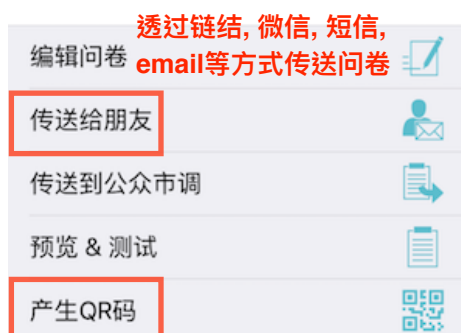 透过链结, 微信, 短信,
编辑问卷 email等方式传送问卷
传送给朋友
传送到公众市调
预览 & 测试
产生QR码